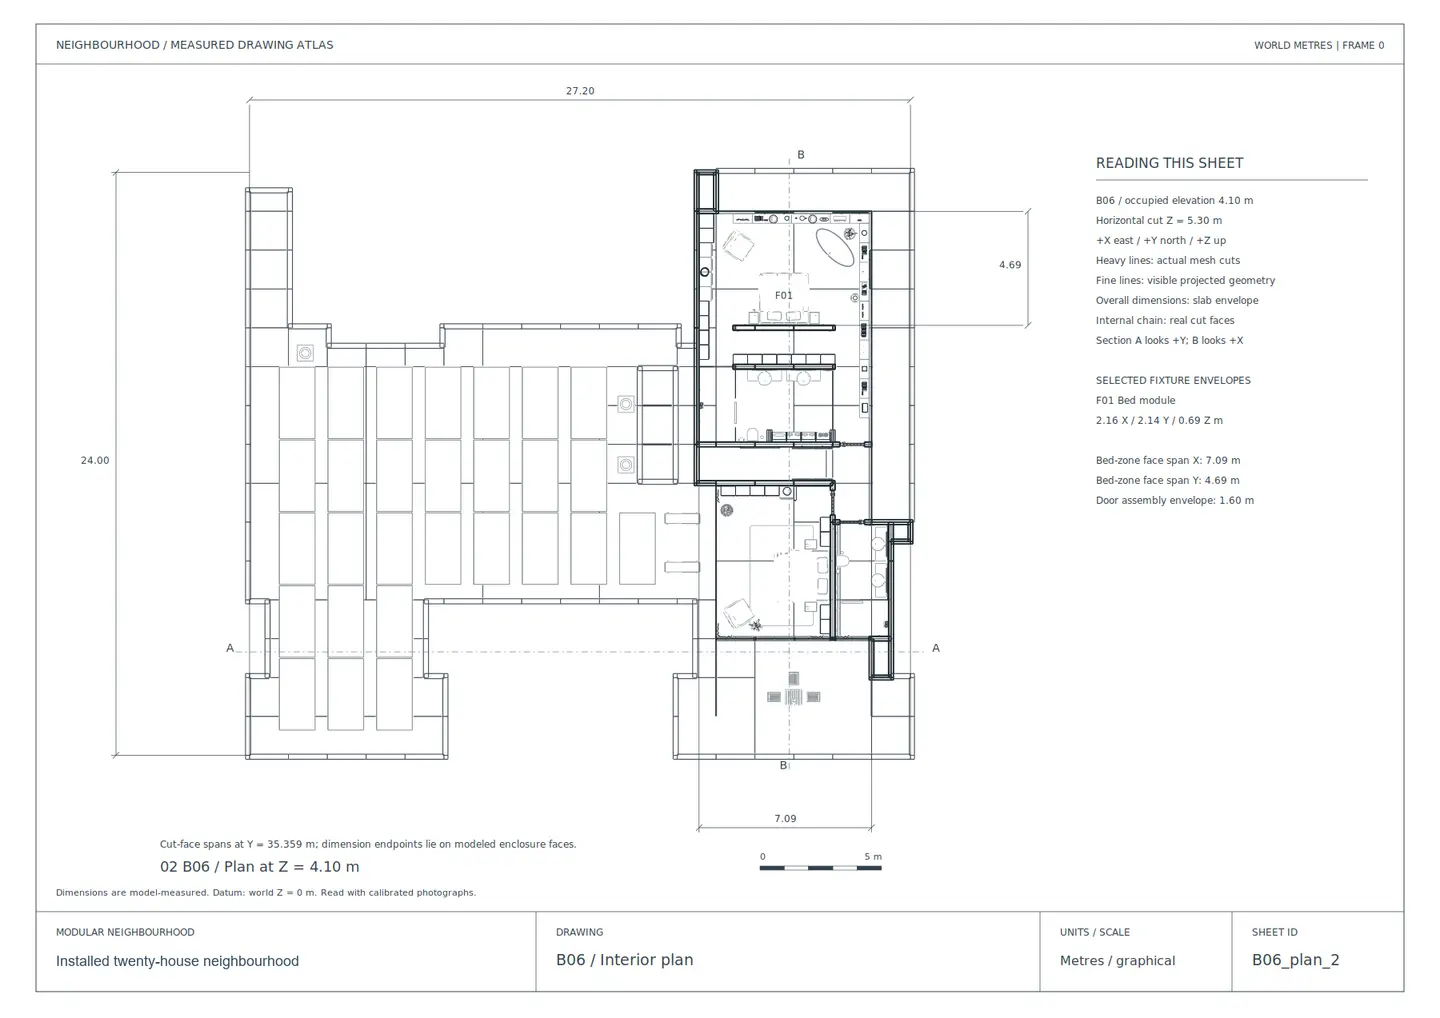 NEIGHBOURHOOD / MEASURED DRAWING ATLAS
WORLD METRES | FRAME 0
27.20
B
READING THIS SHEET
B06 / occupied elevation 4.10 m
Horizontal cut Z = 5.30 m
+X east / +Y north / +Z up
Heavy lines: actual mesh cuts
Fine lines: visible projected geometry
Overall dimensions: slab envelope
Internal chain: real cut faces
Section A looks +Y; B looks +X
SELECTED FIXTURE ENVELOPES
F01 Bed module
2.16 X / 2.14 Y / 0.69 Z m
Bed-zone face span X: 7.09 m
Bed-zone face span Y: 4.69 m
Door assembly envelope: 1.60 m
4.69
F01
24.00
A
A
B
7.09
Cut-face spans at Y = 35.359 m; dimension endpoints lie on modeled enclosure faces.
02 B06 / Plan at Z = 4.10 m
0
5 m
Dimensions are model-measured. Datum: world Z = 0 m. Read with calibrated photographs.
MODULAR NEIGHBOURHOOD
Installed twenty-house neighbourhood
DRAWING
B06 / Interior plan
UNITS / SCALE
Metres / graphical
SHEET ID
B06_plan_2